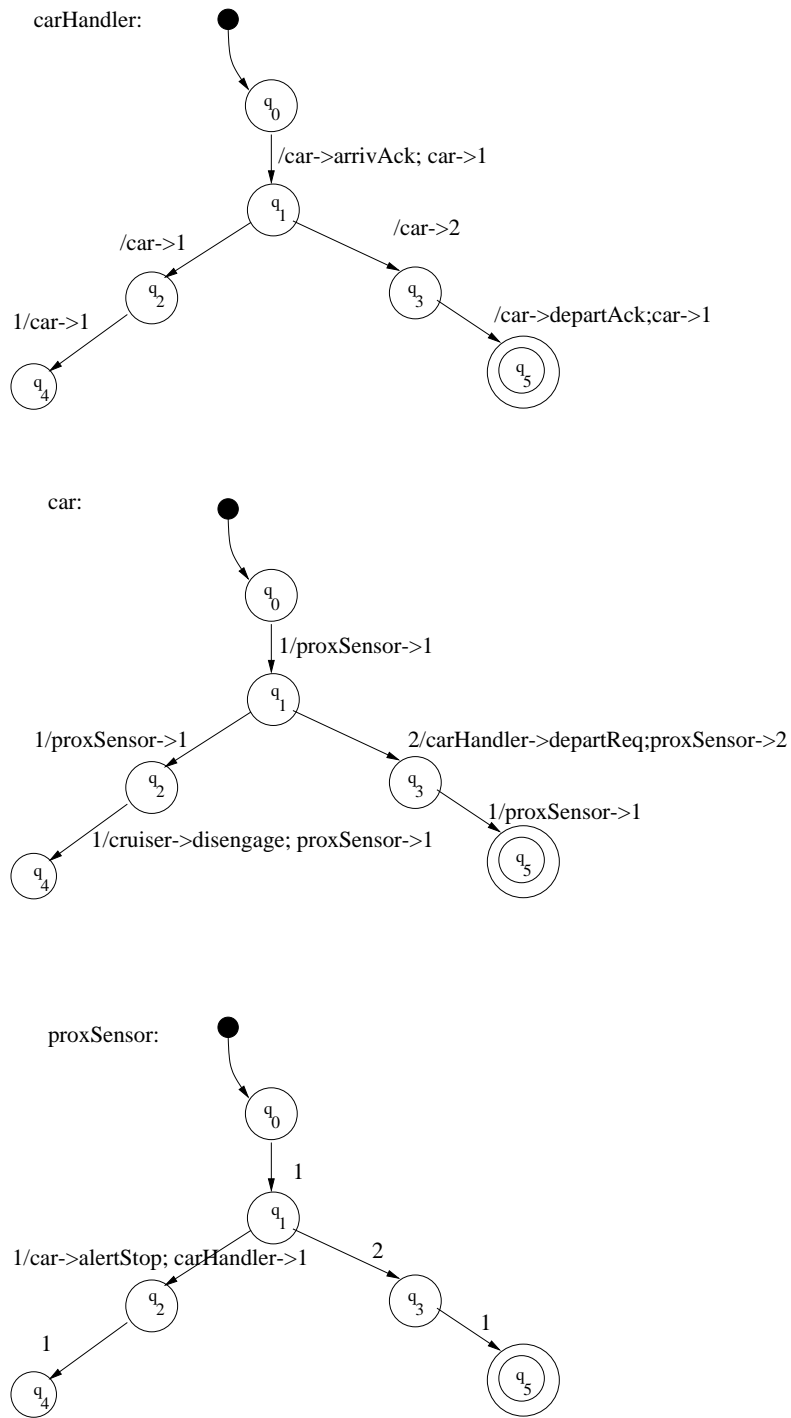 carHandler:
q0
/car->arrivAck; car->1
q1
/car->1
/car->2
q2
q3
1/car->1
/car->departAck;car->1
q4
q5
car:
q0
1/proxSensor->1
q1
1/proxSensor->1
2/carHandler->departReq;proxSensor->2
q2
q3
1/proxSensor->1
1/cruiser->disengage; proxSensor->1
q4
q5
proxSensor:
q0
1
q1
1/car->alertStop; carHandler->1
2
q2
q3
1
1
q4
q5